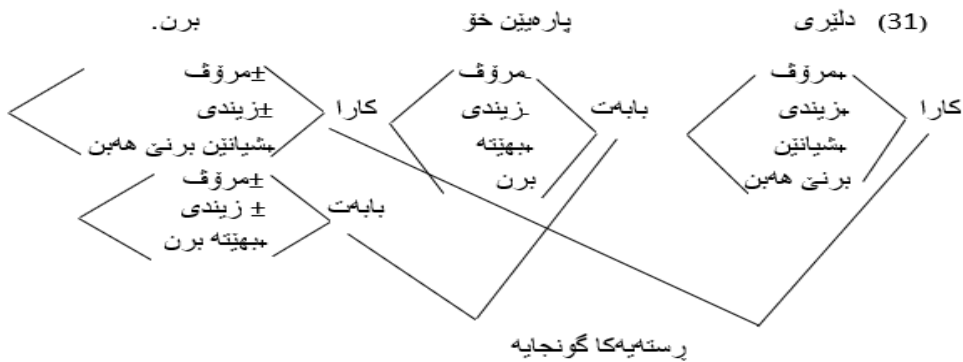 (31) دلێری پارەیێن خۆ برن.
+مرۆڤ -مرۆڤ ±مرۆڤ
کارا +زیندی بابەت -زیندی کارا ±زیندی
+شیانێن +بهێتە +شیانێن برنێ هەبن
برنێ هەبن برن ±مرۆڤ
بابەت ± زیندی
+بهێتە برن
ڕستەیەکا گونجایە